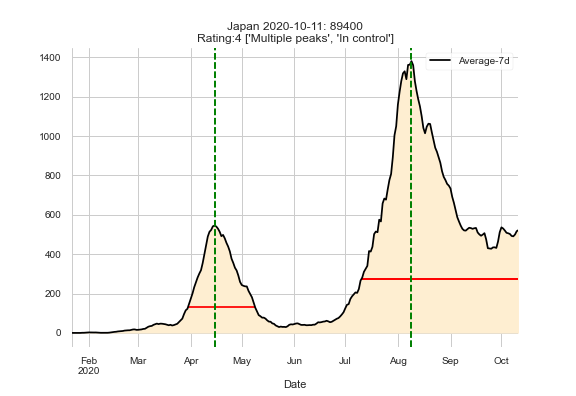 Japan 2020-10-11: 89400
Rating:4 ['Multiple peaks', 'In control']
Average-7d
1400
1200
1000
800
600
400
200
0
Feb Mar Apr May Jun Jul Aug Sep Oct
2020
Date